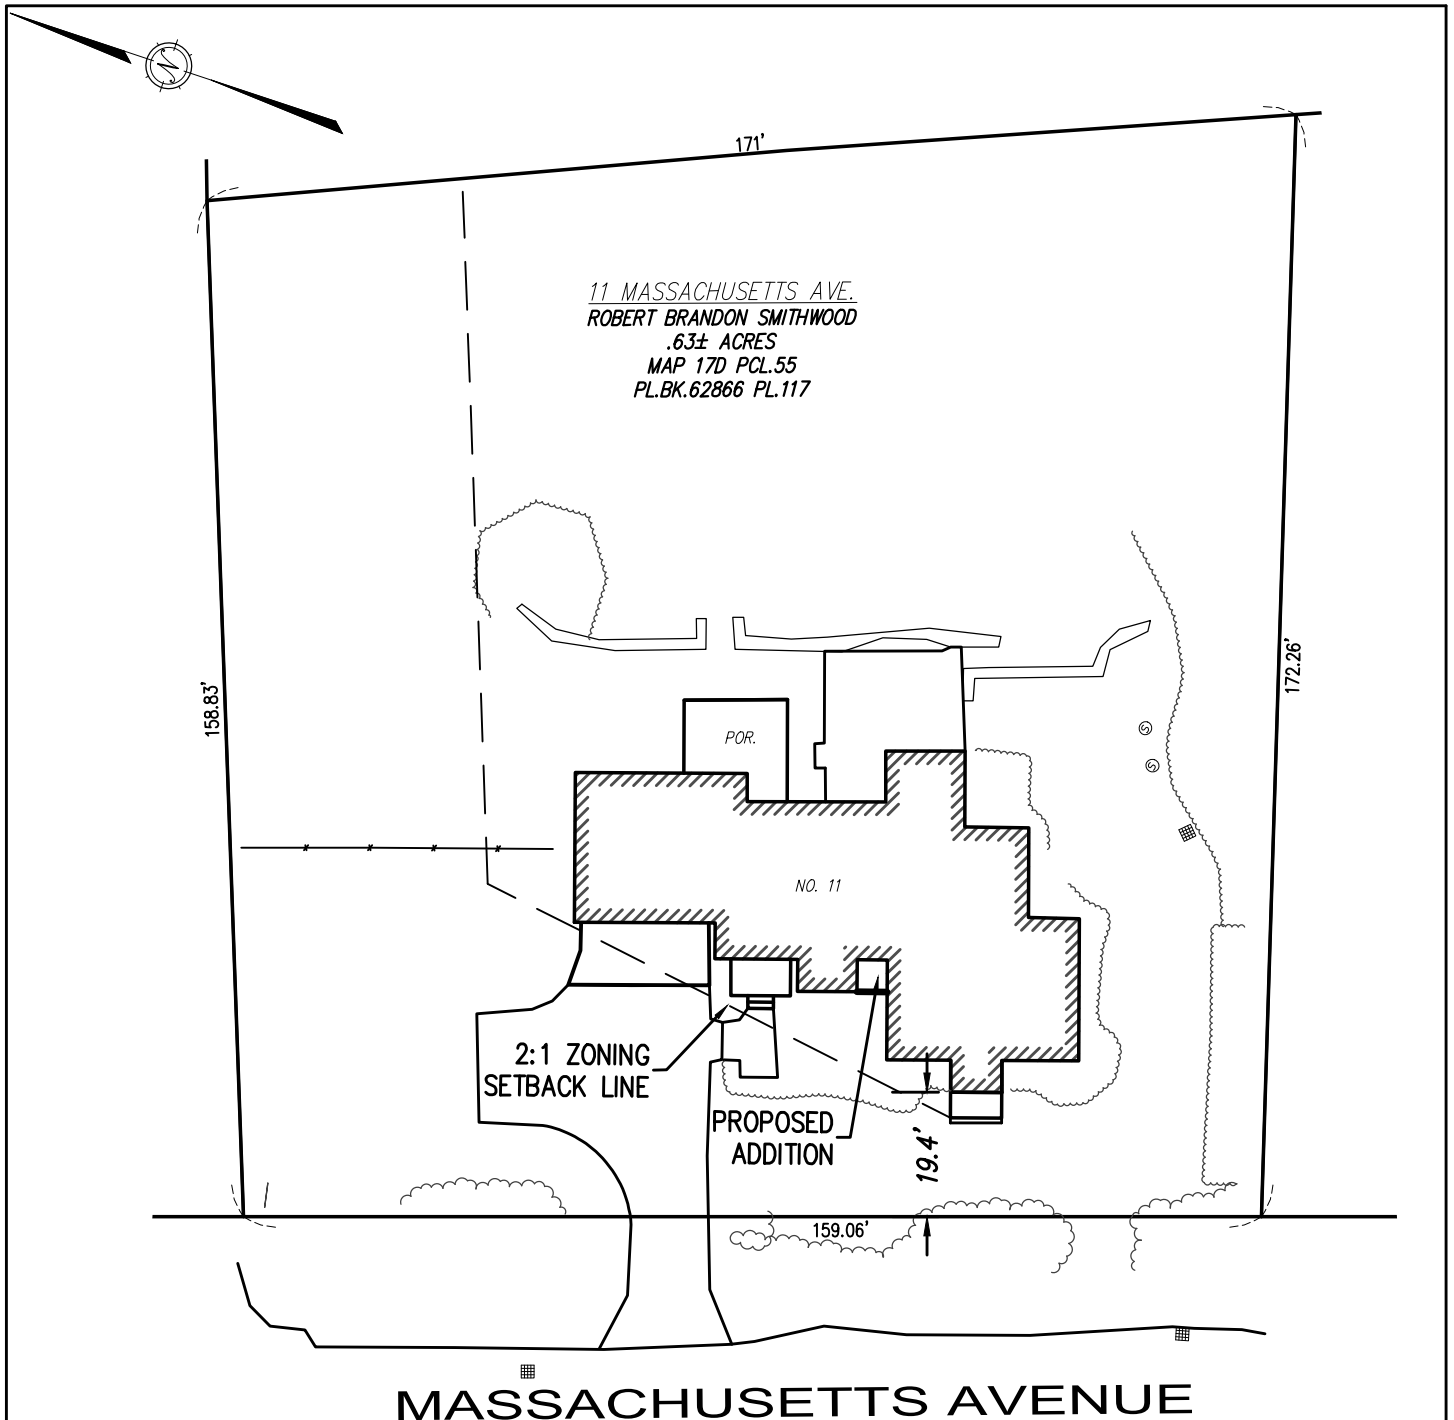 N
171'
11 MASSACHUSETTS AVE.
ROBERT BRANDON SMITHWOOD
.63± ACRES
MAP 17D PCL.55
PL.BK.62866 PL.117
158.83'
172.26'
POR.
S
S
NO. 11
2:1 ZONING
SETBACK LINE
PROPOSED
ADDITION
19.4'
159.06'
MASSACHUSETTS AVENUE